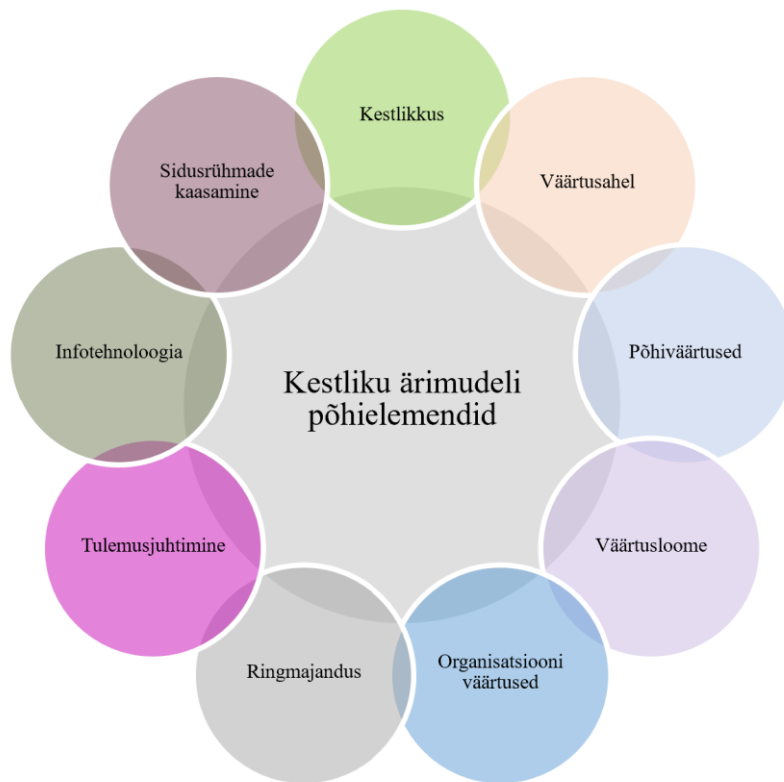 Kestlikkus
Väärtusahel
Põhiväärtused
Väärtusloome
Organisatsiooni
väärtused
Ringmajandus
Tulemusjuhtimine
Infotehnoloogia
Sidusrühmade
kaasamine
Kestliku ärimudeli
põhielemendid